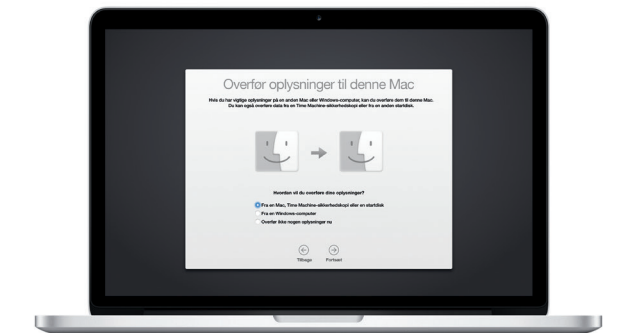 Overfør oplysninger til denne Mac
Hvis du har vigtige oplysninger på en anden Mac eller Windows-computer, kan du overføre dem til denne Mac.
Du kan også overføre data fra en Time Machine-sikkerhedskopi eller fra en anden startdisk.
Hvordan vil du overføre dine oplysninger?
Fra en Mac, Time Machine-sikkerhedskopi eller en startdisk
Fra en Windows-computer
Overfør ikke nogen oplysninger nu
Tilbage Fortsæt